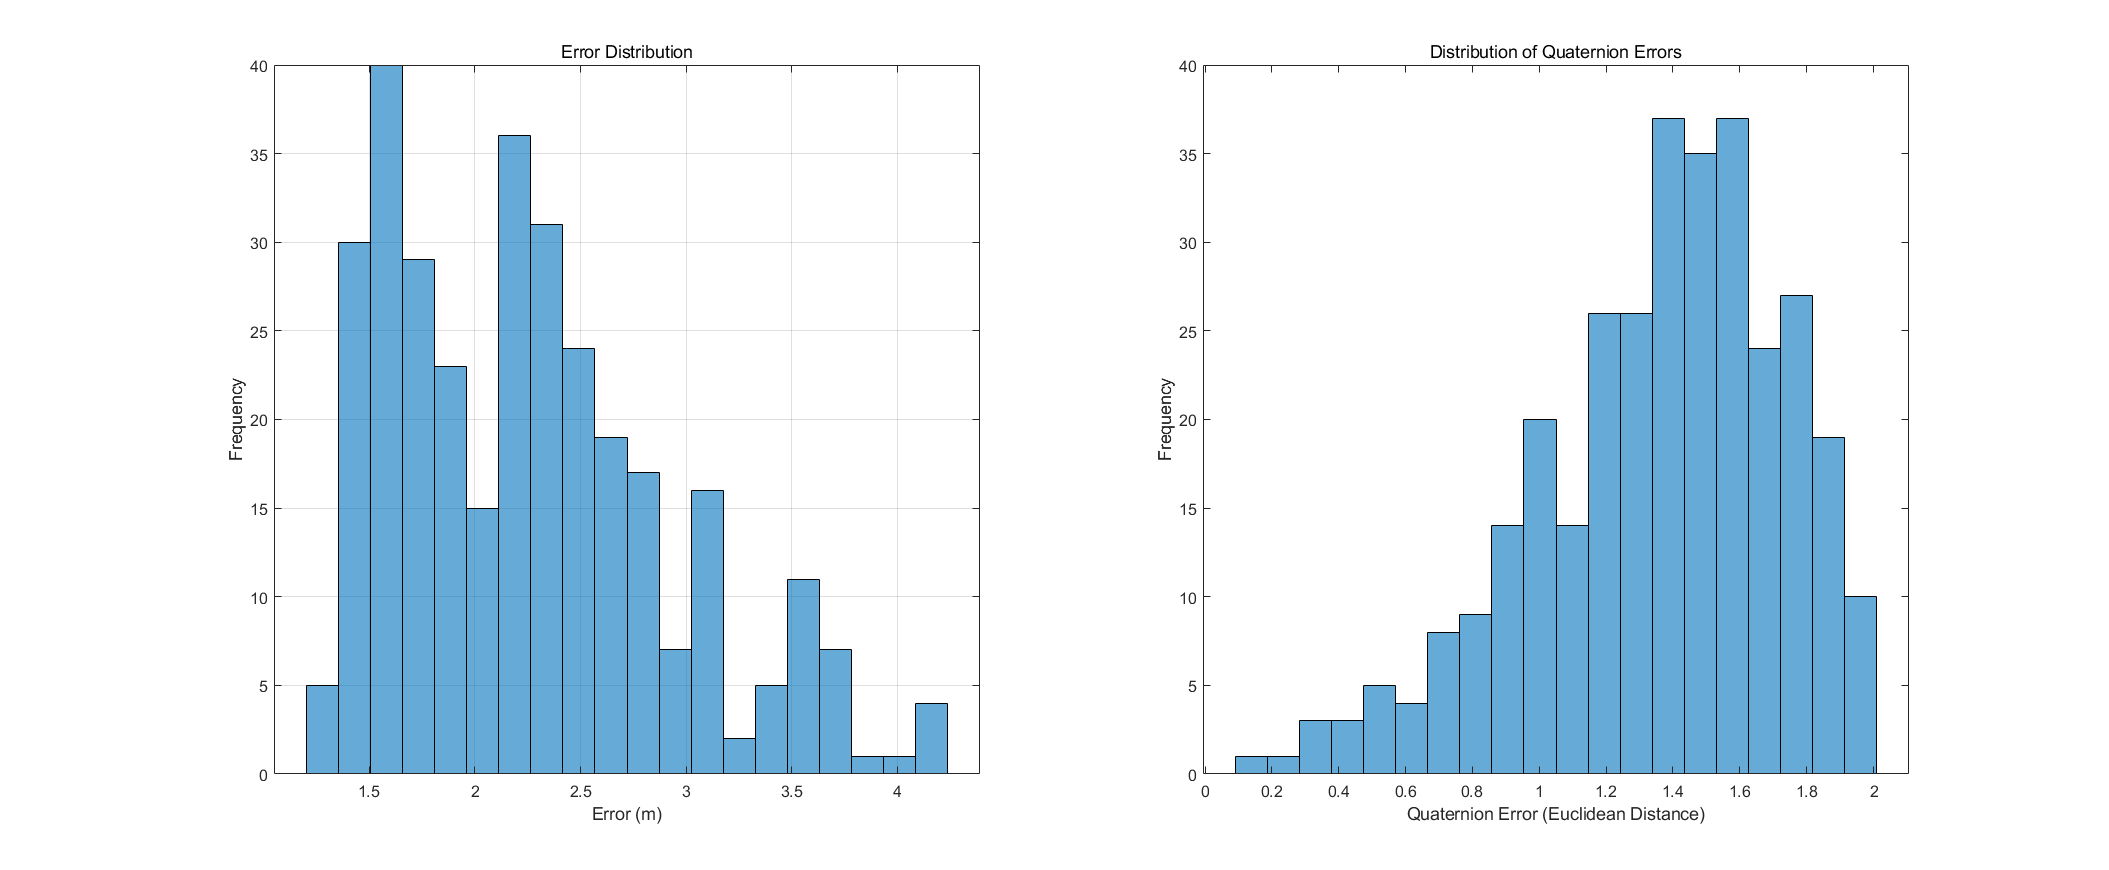 Error Distribution
40
35
30
25
20
15
10
5
0
Frequency
1.5 2 2.5 3 3.5 4
Error (m)
Distribution of Quaternion Errors
40
35
30
25
20
15
10
5
0
Frequency
0 0.2 0.4 0.6 0.8 1 1.2 1.4 1.6 1.8 2
Quaternion Error (Euclidean Distance)